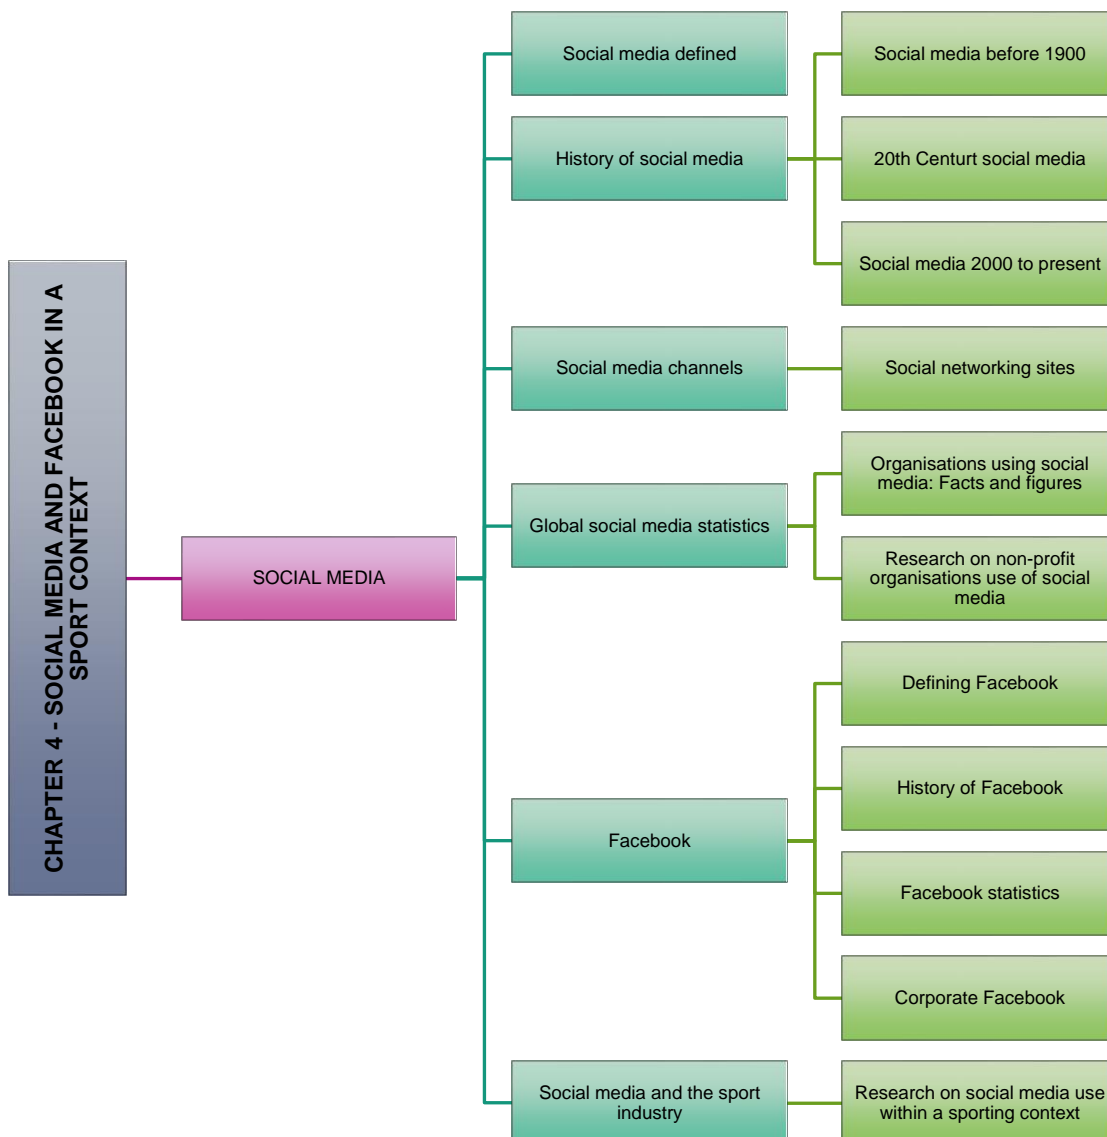 CHAPTER 4 - SOCIAL MEDIA AND FACEBOOK IN A
SPORT CONTEXT
SOCIAL MEDIA
Social media defined
Social media before 1900
History of social media
20th Centurt social media
Social media 2000 to present
Social media channels
Social networking sites
Global social media statistics
Organisations using social
media: Facts and figures
Research on non-profit
organisations use of social
media
Facebook
Defining Facebook
History of Facebook
Facebook statistics
Corporate Facebook
Social media and the sport
industry
Research on social media use
within a sporting context